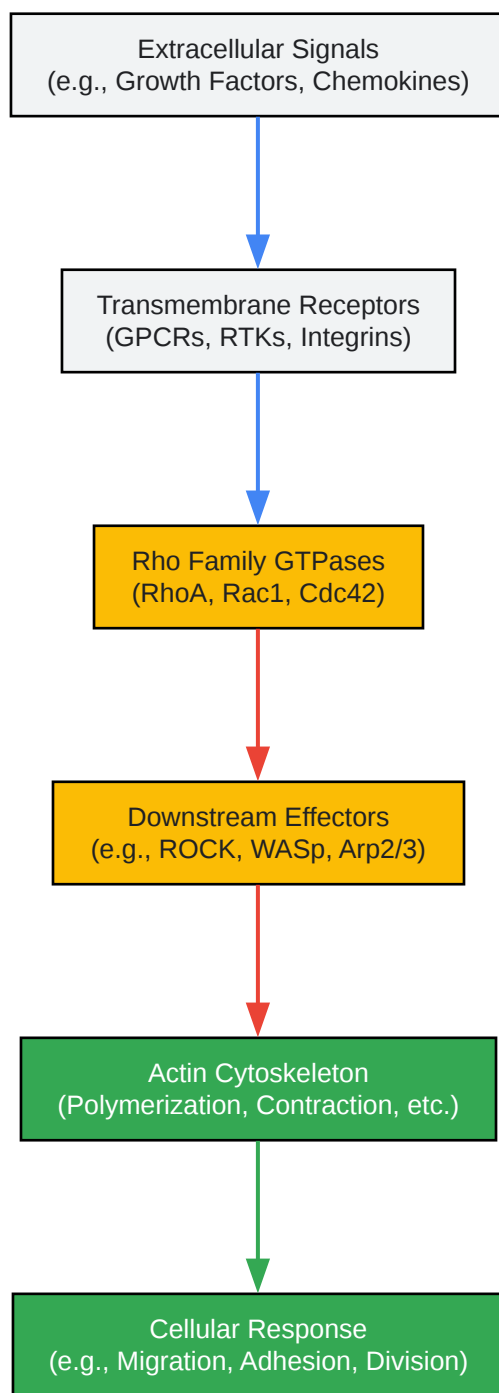 Extracellular Signals
(e.g., Growth Factors, Chemokines)
Transmembrane Receptors
(GPCRs, RTKs, Integrins)
Rho Family GTPases
(RhoA, Rac1, Cdc42)
Downstream Effectors
(e.g., ROCK, WASp, Arp2/3)
Actin Cytoskeleton
(Polymerization, Contraction, etc.)
Cellular Response
(e.g., Migration, Adhesion, Division)